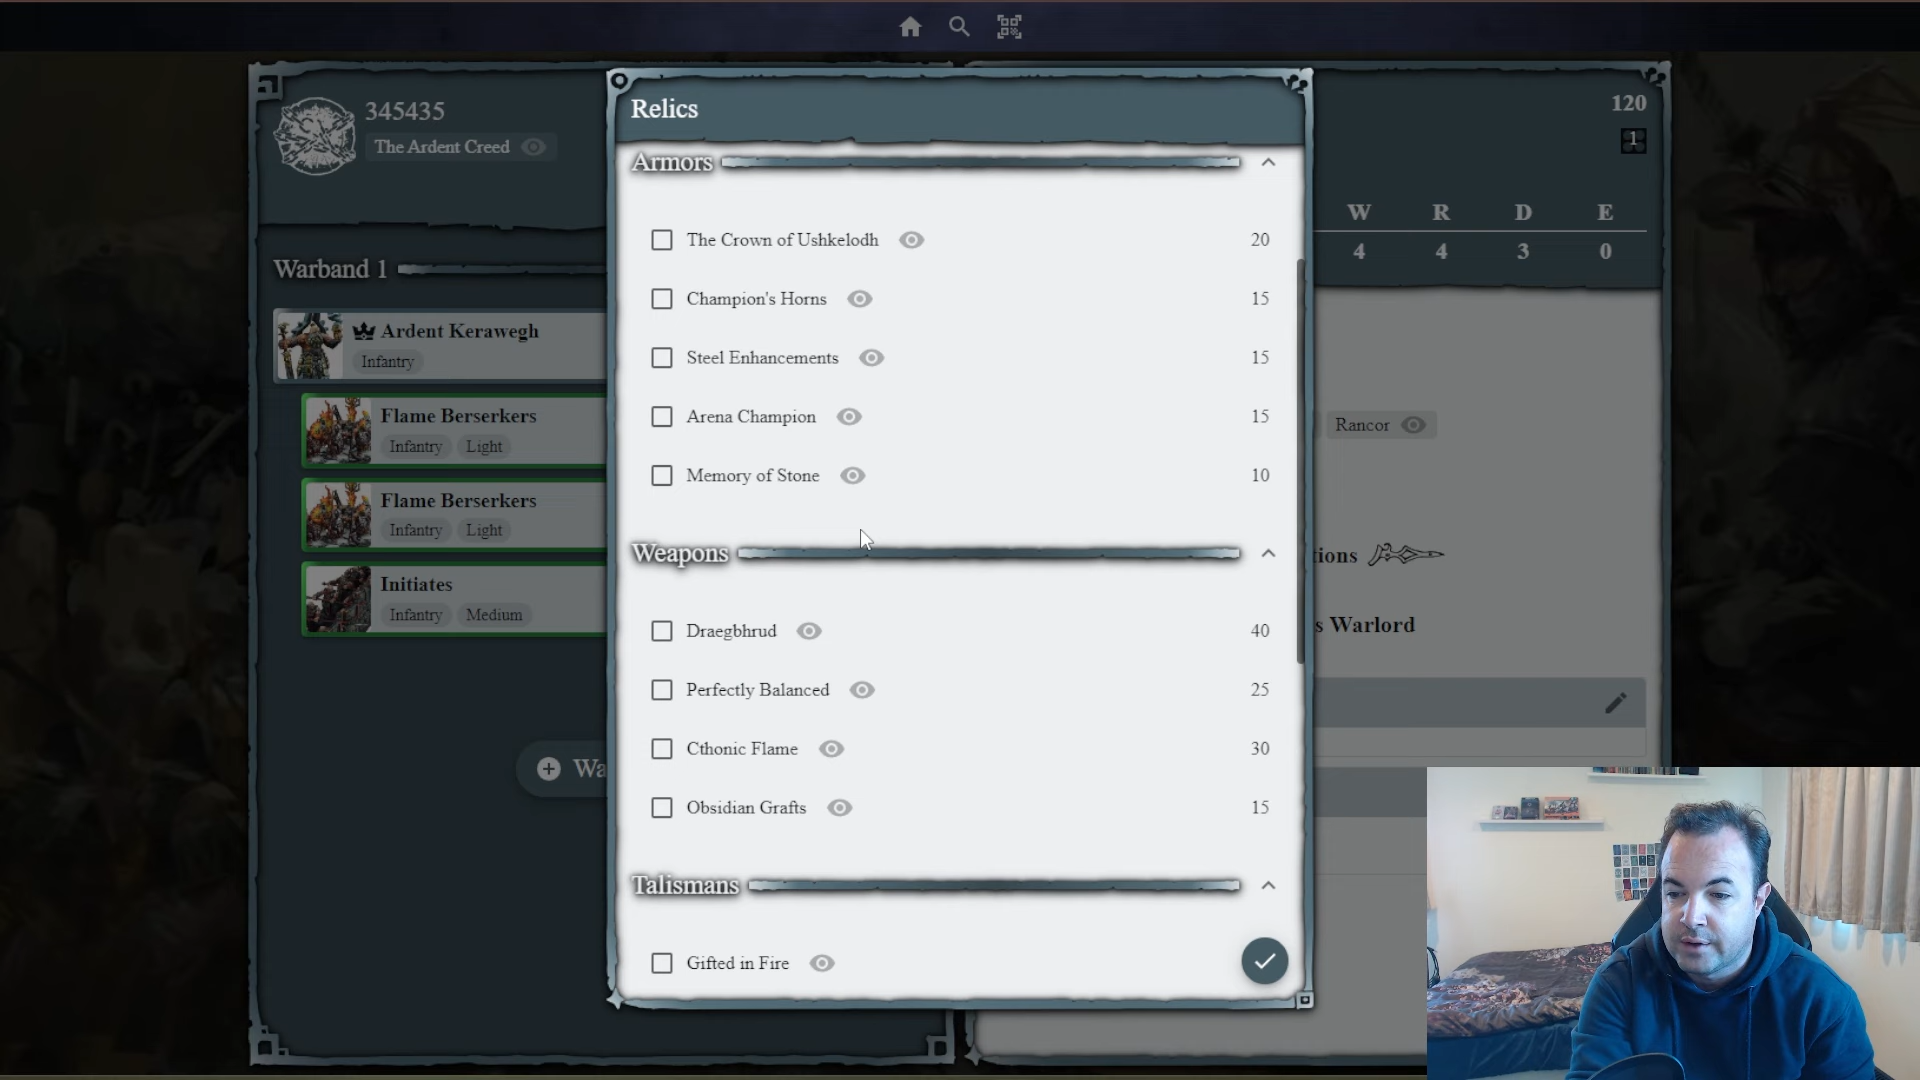 345435
The Ardent Creed
Warband 1
Ardent Kerawegh
Infantry
Flame Berserkers
Infantry Light
Flame Berserkers
Infantry Light
Initiates
Infantry Medium
Relics
Armors
The Crown of Ushkelodh 20
Champion's Horns 15
Steel Enhancements 15
Arena Champion 15
Memory of Stone 10
Weapons
Draegbhrud 40
Perfectly Balanced 25
Cthonic Flame 30
Obsidian Grafts 15
Talismans
Gifted in Fire
120
1
W R D E
4 4 3 0
Rancor
Warlord